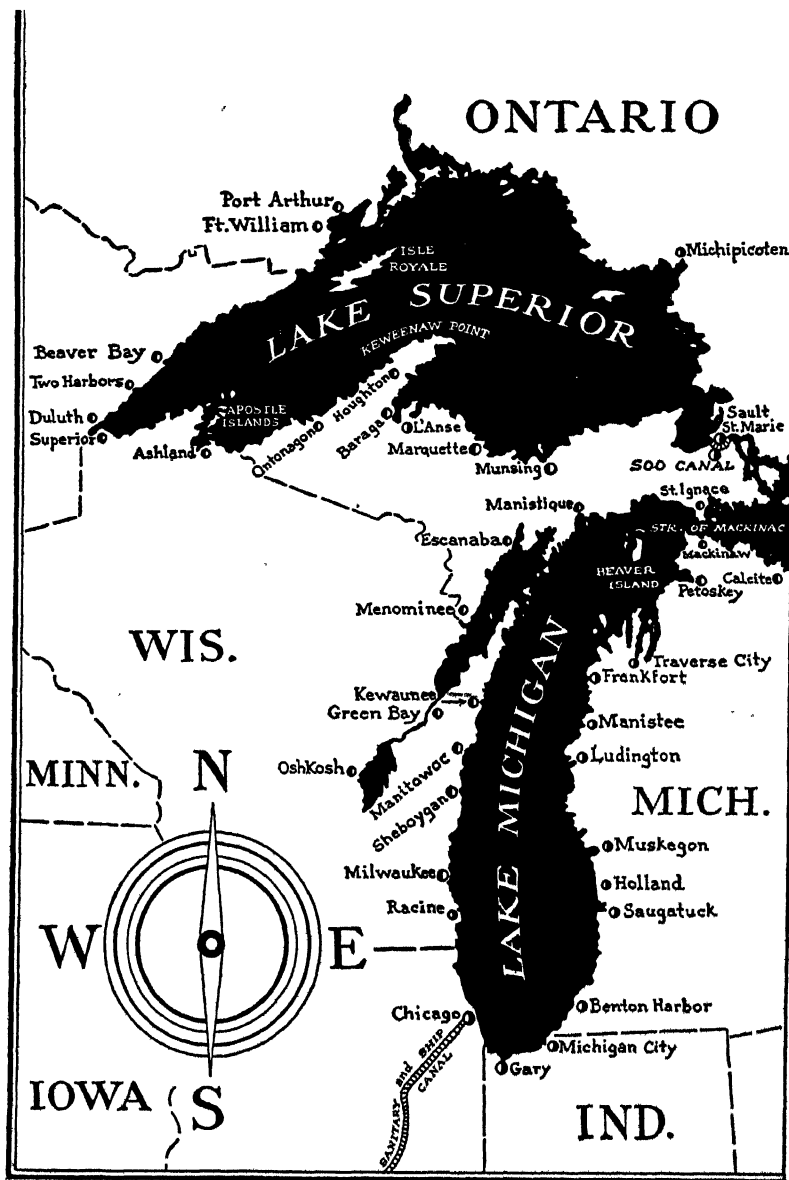 ONTARIO
Port Arthur
Ft. William
ISLE
ROYALE
Michipicoten
LAKE SUPERIOR
KEWEENAW POINT
Beaver Bay
Two Harbors
Duluth
Superior
APOSTLE
ISLANDS
Ashland
Ontonagon
Houghton
Baraga
L'Anse
Marquette
Munsing
Sault
St. Marie
SOO CANAL
St. Ignace
Manistique
STR. OF MACKINAC
Mackinaw
Escanaba
BEAVER
ISLAND
Petoskey
Calcite
Menominee
WIS.
Traverse City
Frankfort
Kewaunee
Green Bay
Manistee
Ludington
OshKosh
Manitowoc
Sheboygan
LAKE MICHIGAN
MINN.
N
MICH.
Muskegon
Milwaukee
Holland
Racine
Saugatuck
W
E
Chicago
Benton Harbor
Michigan City
Gary
SANITARY and SHIP
CANAL
IOWA
S
IND.